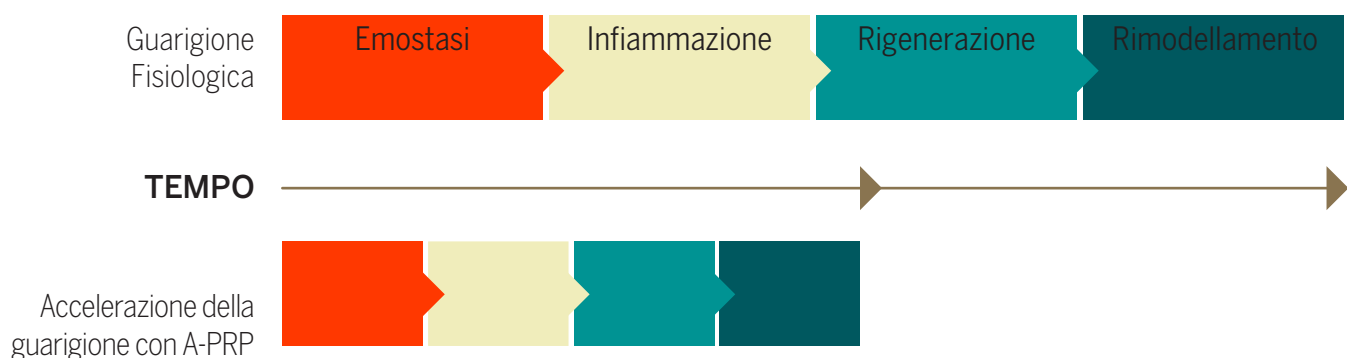 Guarigione
Fisiologica
Emostasi
Infiammazione
Rigenerazione
Rimodellamento
TEMPO
Accelerazione della
guarigione con A-PRP